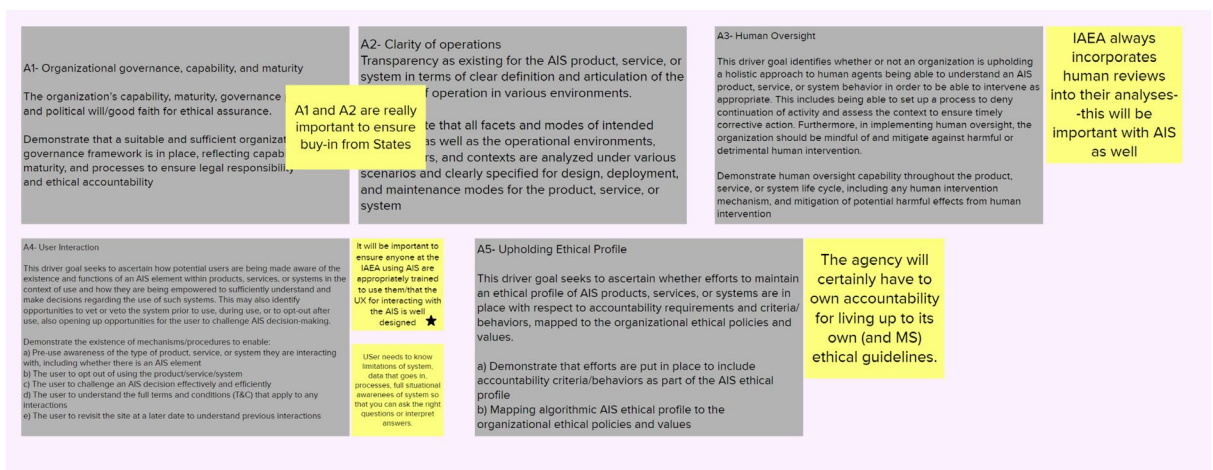 A1- Organizational governance, capability, and maturity
The organization's capability, maturity, governance
and political will/good faith for ethical assurance.
Demonstrate that a suitable and sufficient
governance framework is in place, reflecting
maturity, and processes to ensure legal responsibility
and ethical accountability
A1 and A2 are really
important to ensure
buy-in from States
A2- Clarity of operations
Transparency as existing for the AIS product, service, or
system in terms of clear definition and articulation of the
of operation in various environments.
that all facets and modes of intended
as well as the operational environments,
and contexts are analyzed under various
scenarios and clearly specified for design, deployment,
and maintenance modes for the product, service, or
system
A3- Human Oversight
This driver goal identifies whether or not an organization is upholding
a holistic approach to human agents being able to understand an AIS
product, service, or system behavior in order to be able to intervene as
appropriate. This includes being able to set up a process to deny
continuation of activity and assess the context to ensure timely
corrective action. Furthermore, in implementing human oversight, the
organization should be mindful of and mitigate against harmful or
detrimental human intervention.
Demonstrate human oversight capability throughout the product,
service, or system life cycle, including any human intervention
mechanism, and mitigation of potential harmful effects from human
intervention
IAEA always
incorporates
human reviews
into their analyses-
-this will be
important with AIS
as well
A4- User Interaction
This driver goal seeks to ascertain how potential users are being made aware of the
existence and functions of an AIS element within products, services, or systems in the
context of use and how they are being empowered to sufficiently understand and
make decisions regarding the use of such systems. This may also identify
opportunities to vet or veto the system prior to use, during use, or to opt-out after
use, also opening up opportunities for the user to challenge AIS decision-making.
Demonstrate the existence of mechanisms/procedures to enable:
a) Pre-use awareness of the type of product, service, or system they are interacting
with, including whether there is an AIS element
b) The user to opt out of using the product/service/system
c) The user to challenge an AIS decision effectively and efficiently
d) The user to understand the full terms and conditions (T&C) that apply to any
interactions
e) The user to revisit the site at a later date to understand previous interactions
It will be important to
ensure anyone at the
IAEA using AIS are
appropriately trained
to use them/that the
UX for interacting with
the AIS is well
designed
USer needs to know
limitations of system,
data that goes in,
processes, full situational
awarenees of system so
that you can ask the right
questions or interpret
answers.
A5- Upholding Ethical Profile
This driver goal seeks to ascertain whether efforts to maintain
an ethical profile of AIS products, services, or systems are in
place with respect to accountability requirements and criteria/
behaviors, mapped to the organizational ethical policies and
values.
a) Demonstrate that efforts are put in place to include
accountability criteria/behaviors as part of the AIS ethical
profile
b) Mapping algorithmic AIS ethical profile to the
organizational ethical policies and values
The agency will
certainly have to
own accountability
for living up to its
own (and MS)
ethical guidelines.